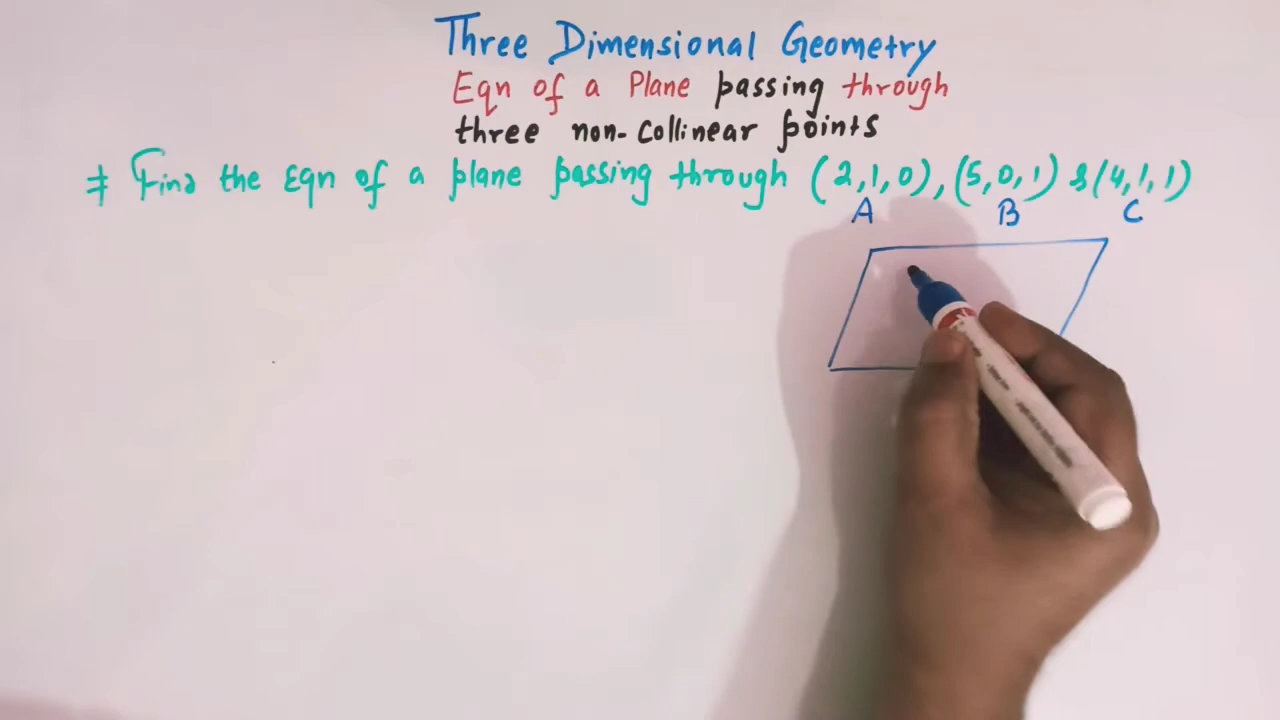 Three Dimensional Geometry
Eqn of a Plane passing through
three non-collinear points
⇒ Find the Eqn of a plane passing through (2,1,0), (5,0,1) & (4,1,1)
A B C